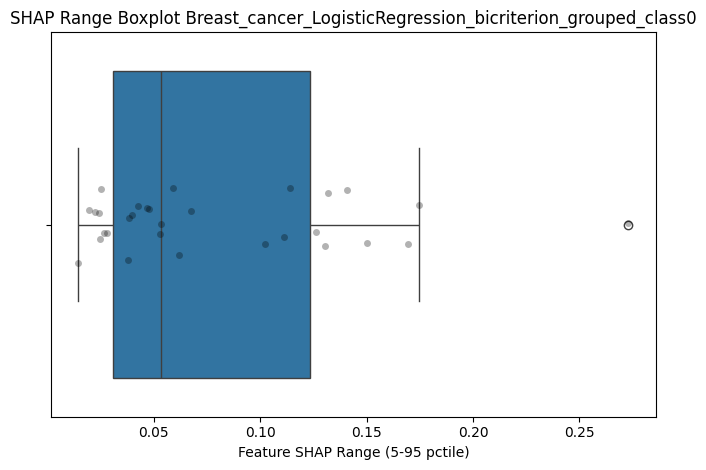 SHAP Range Boxplot Breast_cancer_LogisticRegression_bicriterion_grouped_class0
0.05 0.10 0.15 0.20 0.25
Feature SHAP Range (5-95 pctile)